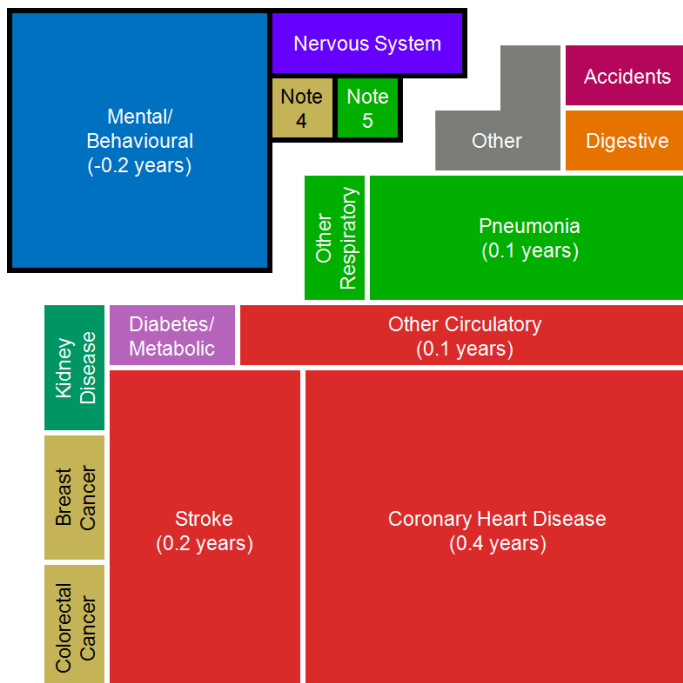 Nervous System
Accidents
Mental/
Behavioural
(-0.2 years)
Note
4
Note
5
Other
Digestive
Other
Respiratory
Pneumonia
(0.1 years)
Kidney
Disease
Diabetes/
Metabolic
Other Circulatory
(0.1 years)
Breast
Cancer
Stroke
(0.2 years)
Coronary Heart Disease
(0.4 years)
Colorectal
Cancer